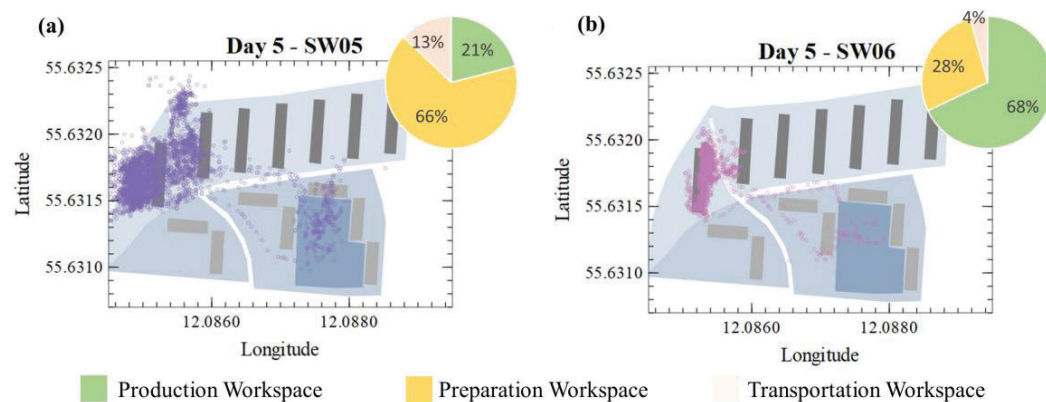 (a)
Day 5 - SW05
13%
21%
66%
55.6325
55.6320
55.6315
55.6310
Latitude
12.0860
12.0880
Longitude
(b)
Day 5 - SW06
4%
28%
68%
55.6325
55.6320
55.6315
55.6310
Latitude
12.0860
12.0880
Longitude
Production Workspace
Preparation Workspace
Transportation Workspace